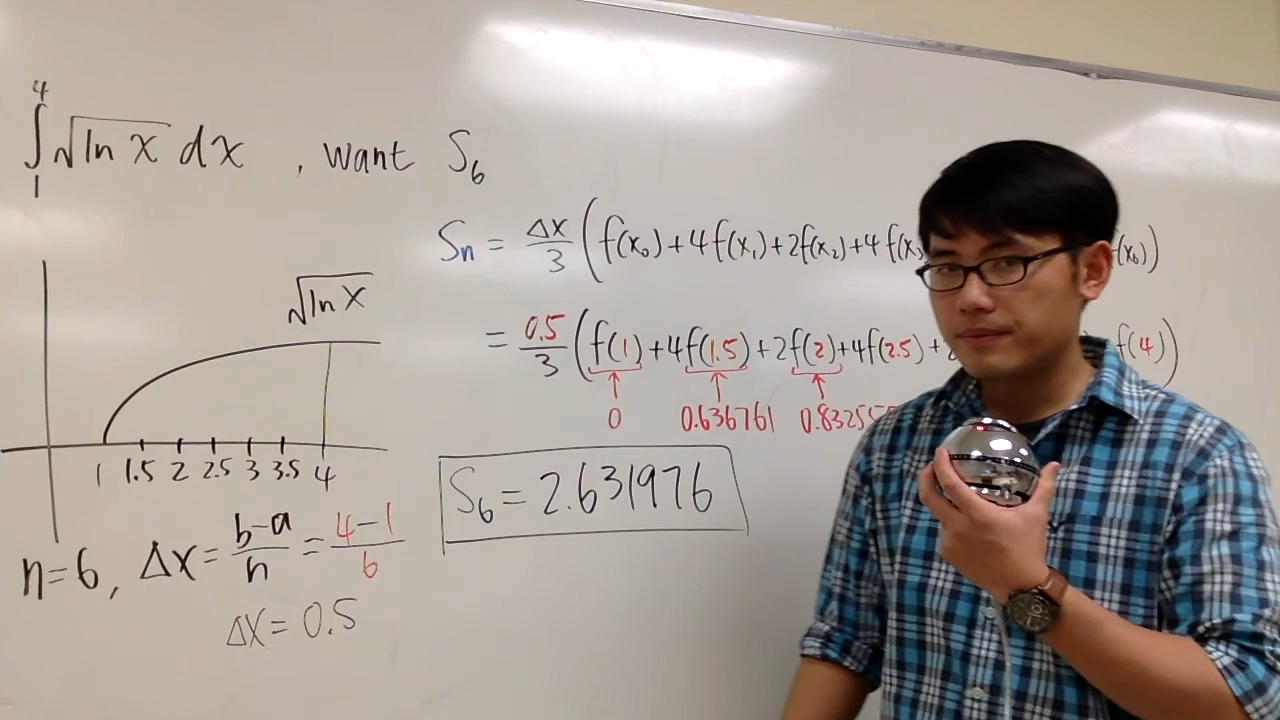 ∫₁⁴ √ln x dx , want S₆
Sₙ = Δx/3 (f(x₀)+4f(x₁)+2f(x₂)+4f(x₃ f(x₆))
= 0.5/3 (f(1)+4f(1.5)+2f(2)+4f(2.5)+ f(4))
0 0.636761 0.83255
√ln x
1 1.5 2 2.5 3 3.5 4
S₆ = 2.631976
n=6, Δx = b-a/n = 4-1/6
Δx = 0.5